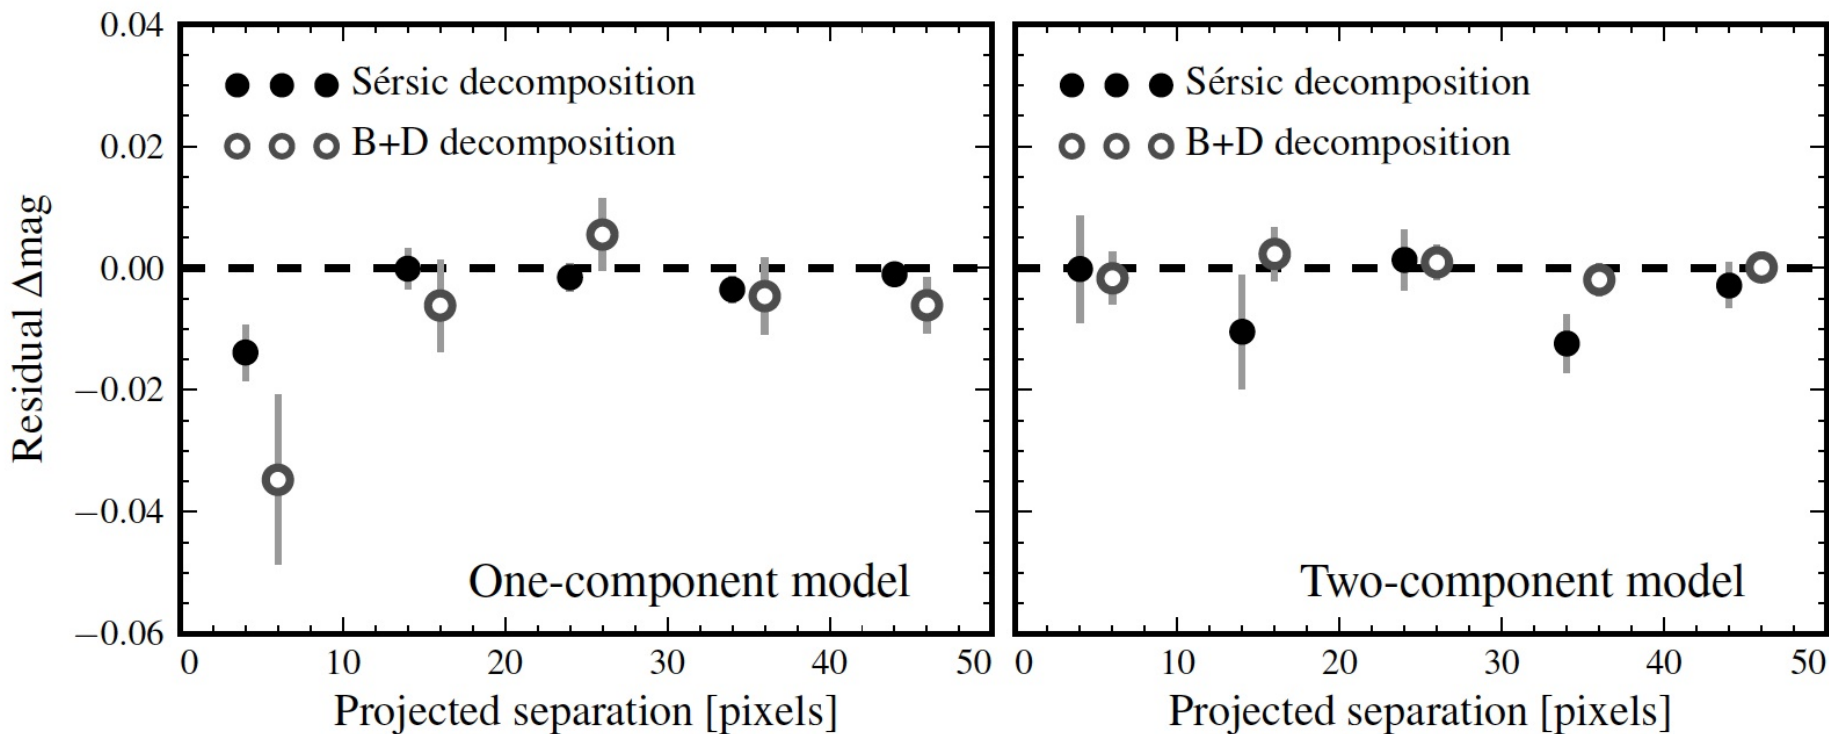 0.04
0.02
0.00
−0.02
−0.04
−0.06
Residual Δmag
Sérsic decomposition
B+D decomposition
One-component model
0 10 20 30 40 50
Projected separation [pixels]
Sérsic decomposition
B+D decomposition
Two-component model
0 10 20 30 40 50
Projected separation [pixels]